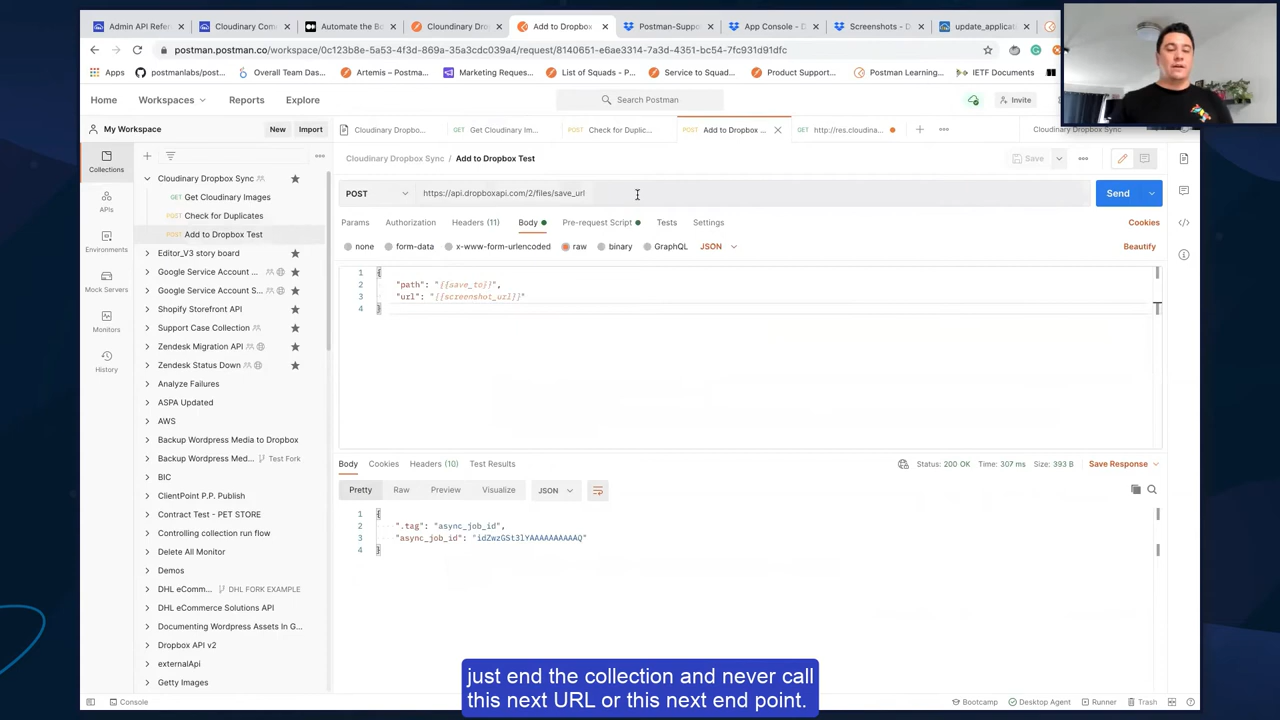 Admin API Refer
Cloudinary Com
Automate the Bo
Cloundinary Drop
Add to Dropbox
Postman-Suppo
App Console - D
Screenshots - D
update_applicati
postman.postman.co/workspace/0c123b8e-5a53-4f3d-869a-35a3cdc039a4/request/8140651-e6ae3314-7a3d-4351-bc54-7fc931d91dfc
Apps
postmanlabs/post...
Overall Team Dash...
Artemis – Postma...
Marketing Reques...
List of Squads - P...
Service to Squad...
Product Support...
Postman Learning...
IETF Documents
Home
Workspaces
Reports
Explore
Search Postman
Invite
My Workspace
New
Import
Cloudinary Dropbo...
GET Get Cloudinary Im...
POST Check for Duplic...
POST Add to Dropbox ...
GET http://res.cloudina...
Cloundinary Dropbox Sync
Collections
APIs
Environments
Mock Servers
Monitors
History
Cloudinary Dropbox Sync
GET Get Cloudinary Images
POST Check for Duplicates
POST Add to Dropbox Test
Editor_V3 story board
Google Service Account ...
Google Service Account S...
Shopify Storefront API
Support Case Collection
Zendesk Migration API
Zendesk Status Down
Analyze Failures
ASPA Updated
AWS
Backup Wordpress Media to Dropbox
Backup Wordpress Med... Test Fork
BIC
ClientPoint P.P. Publish
Contract Test - PET STORE
Controlling collection run flow
Delete All Monitor
Demos
DHL eComm... DHL FORK EXAMPLE
DHL eCommerce Solutions API
Documenting Wordpress Assets In G...
Dropbox API v2
externalApi
Getty Images
Cloudinary Dropbox Sync / Add to Dropbox Test
Save
POST
https://api.dropboxapi.com/2/files/save_url
Send
Params
Authorization
Headers (11)
Body
Pre-request Script
Tests
Settings
Cookies
none
form-data
x-www-form-urlencoded
raw
binary
GraphQL
JSON
Beautify
1 {
2 "path": "{{save_to}}",
3 "url": "{{screenshot_url}}"
4 }
Body
Cookies
Headers (10)
Test Results
Status: 200 OK Time: 307 ms Size: 393 B
Save Response
Pretty
Raw
Preview
Visualize
JSON
1 {
2 ".tag": "async_job_id",
3 "async_job_id": "idZwzGSt3lYAAAAAAAAAAQ"
4 }
just end the collection and never call
this next URL or this next end point.
Console
Bootcamp
Desktop Agent
Runner
Trash